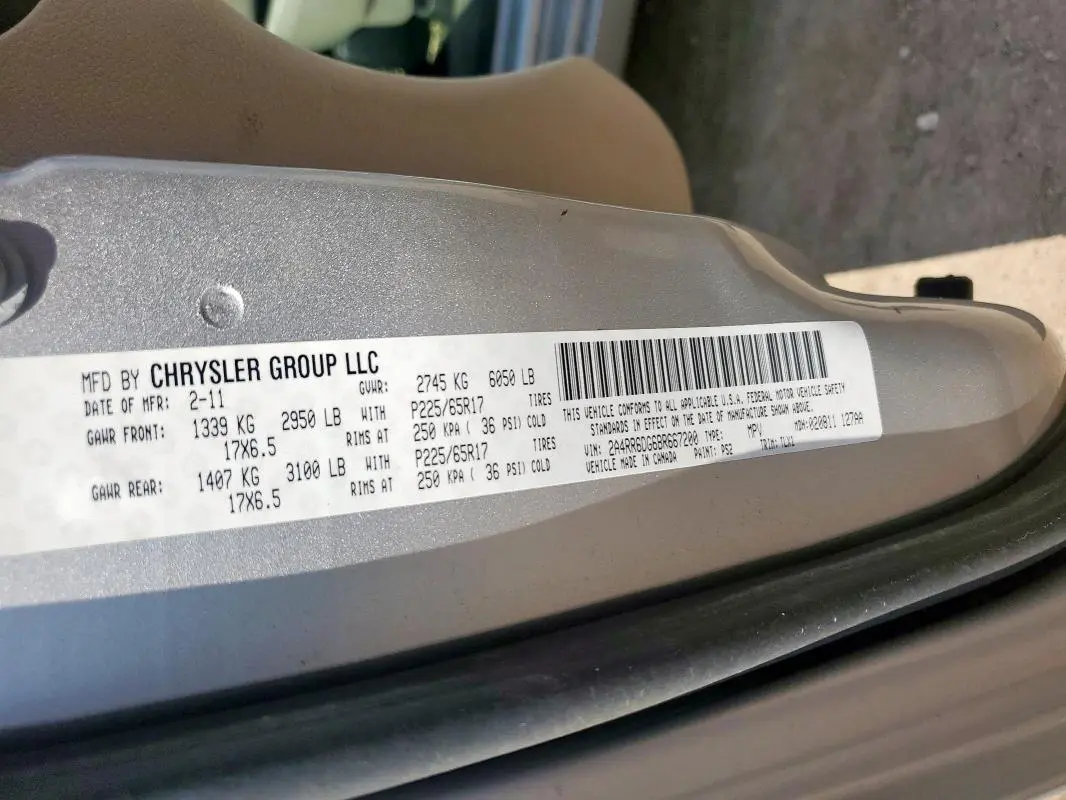 MFD BY CHRYSLER GROUP LLC
DATE OF MFR: 2-11 GVWR: 2745 KG 6050 LB
GAWR FRONT: 1339 KG 2950 LB WITH P225/65R17 TIRES
17X6.5 RIMS AT 250 KPA ( 36 PSI) COLD
GAWR REAR: 1407 KG 3100 LB WITH P225/65R17 TIRES
17X6.5 RIMS AT 250 KPA ( 36 PSI) COLD
THIS VEHICLE CONFORMS TO ALL APPLICABLE U.S.A. FEDERAL MOTOR VEHICLE SAFETY
STANDARDS IN EFFECT ON THE DATE OF MANUFACTURE SHOWN ABOVE.
VIN: 2A4RR6DG6BR667200 TYPE: MPV MDH:020811 127AA
VEHICLE MADE IN CANADA PAINT: PS2 TRIM: